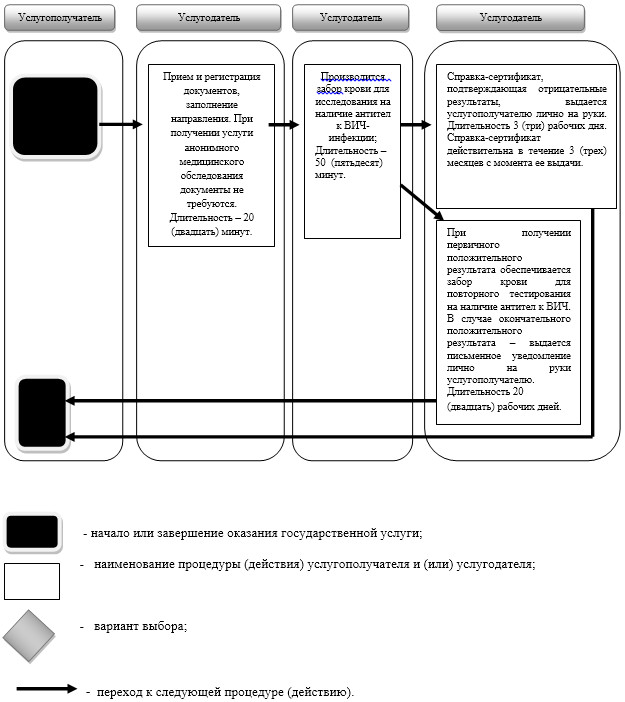 Услугополучатель
Услугодатель
Услугодатель
Услугодатель
Прием и регистрация
документов,
заполнение
направления. При
получении услуги
анонимного
медицинского
обследования
документы не
требуются.
Длительность – 20
(двадцать) минут.
Производится
забор крови для
исследования на
наличие антител
к ВИЧ-
инфекции;
Длительность –
50 (пятьдесят)
минут.
Справка-сертификат,
подтверждающая отрицательные
результаты, выдается
услугополучателю лично на руки.
Длительность 3 (три) рабочих дня.
Справка-сертификат
действительна в течение 3 (трех)
месяцев с момента ее выдачи.
При получении
первичного
положительного
результата обеспечивается
забор крови для
повторного тестирования
на наличие антител к ВИЧ.
В случае окончательного
положительного
результата – выдается
письменное уведомление
лично на руки
услугополучателю.
Длительность 20
(двадцать) рабочих дней.
- начало или завершение оказания государственной услуги;
- наименование процедуры (действия) услугополучателя и (или) услугодателя;
- вариант выбора;
- переход к следующей процедуре (действию).